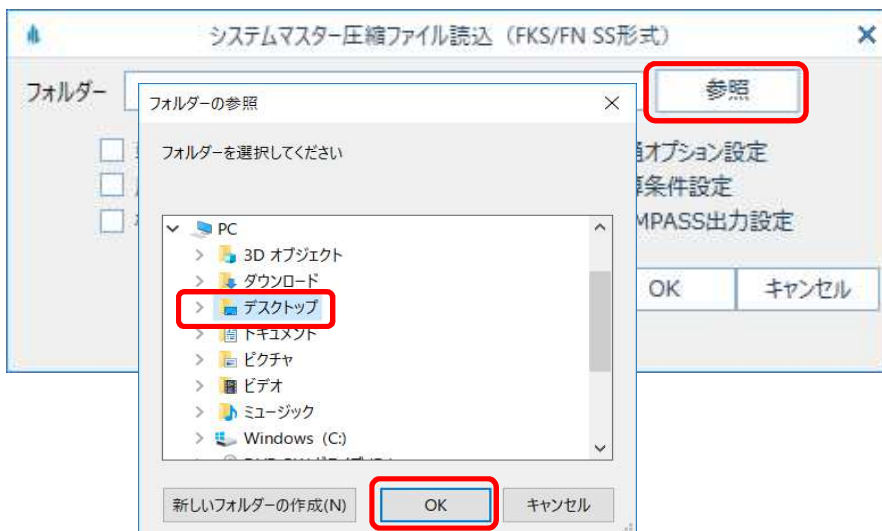 システムマスター圧縮ファイル読込（FKS/FN SS形式）
フォルダー
参照
フォルダーの参照
フォルダーを選択してください
オプション設定
条件設定
MPASS出力設定
PC
3D オブジェクト
ダウンロード
デスクトップ
ドキュメント
ピクチャ
ビデオ
ミュージック
Windows (C:)
OK
キャンセル
新しいフォルダーの作成(N)
OK
キャンセル